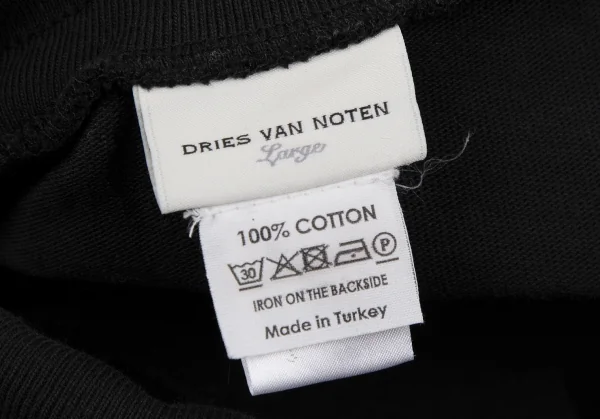 DRIES VAN NOTEN
Large
100% COTTON
30 P
IRON ON THE BACKSIDE
Made in Turkey